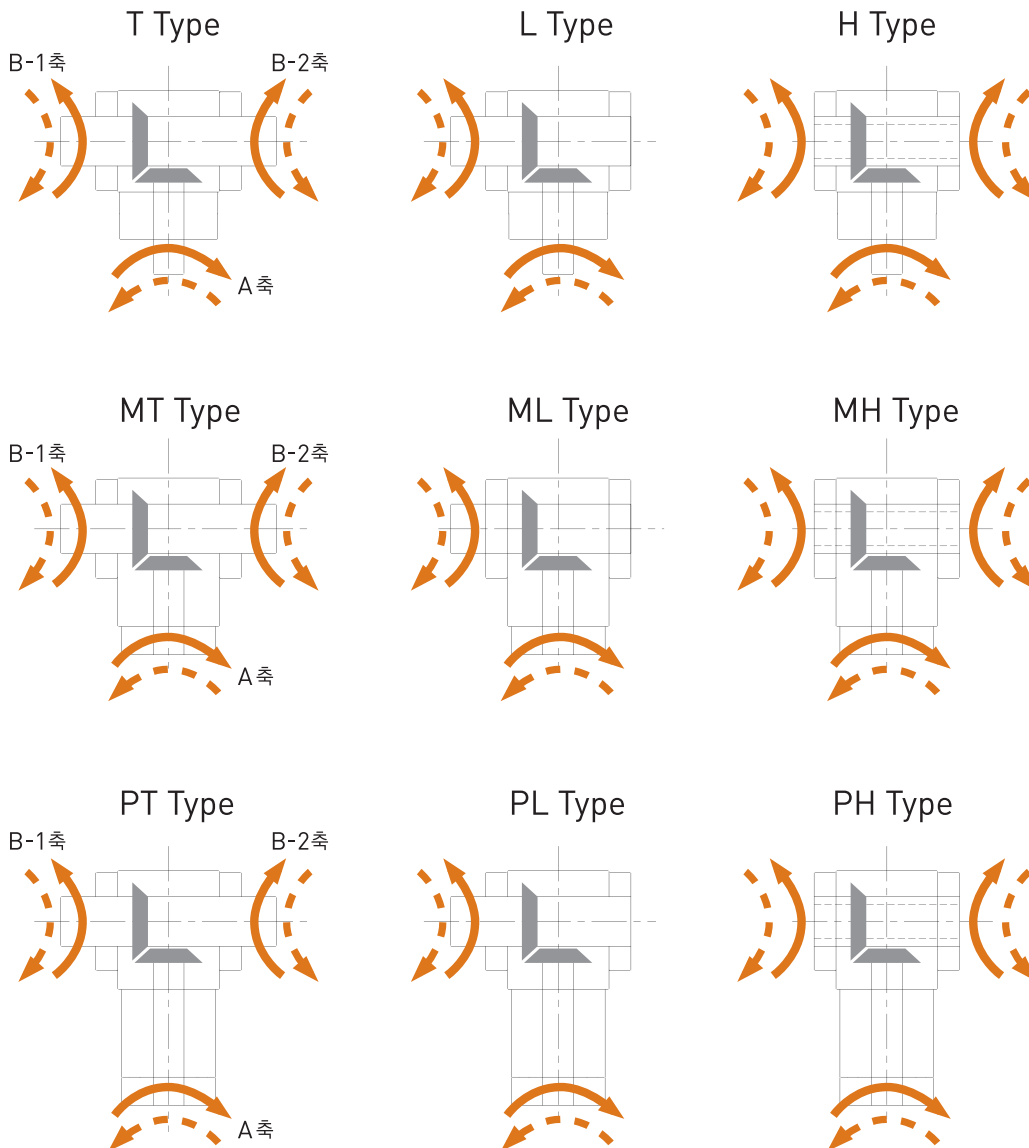 T Type
L Type
H Type
B-1축
B-2축
A축
MT Type
ML Type
MH Type
B-1축
B-2축
A축
PT Type
PL Type
PH Type
B-1축
B-2축
A축